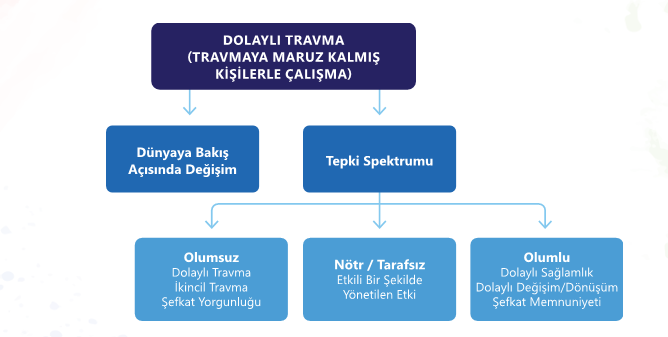 DOLAYLI TRAVMA
(TRAVMAYA MARUZ KALMIŞ
KİŞİLERLE ÇALIŞMA)
Dünyaya Bakış
Açısında Değişim
Tepki Spektrumu
Olumsuz
Dolaylı Travma
İkincil Travma
Şefkat Yorgunluğu
Nötr / Tarafsız
Etkili Bir Şekilde
Yönetilen Etki
Olumlu
Dolaylı Sağlamlık
Dolaylı Değişim/Dönüşüm
Şefkat Memnuniyeti